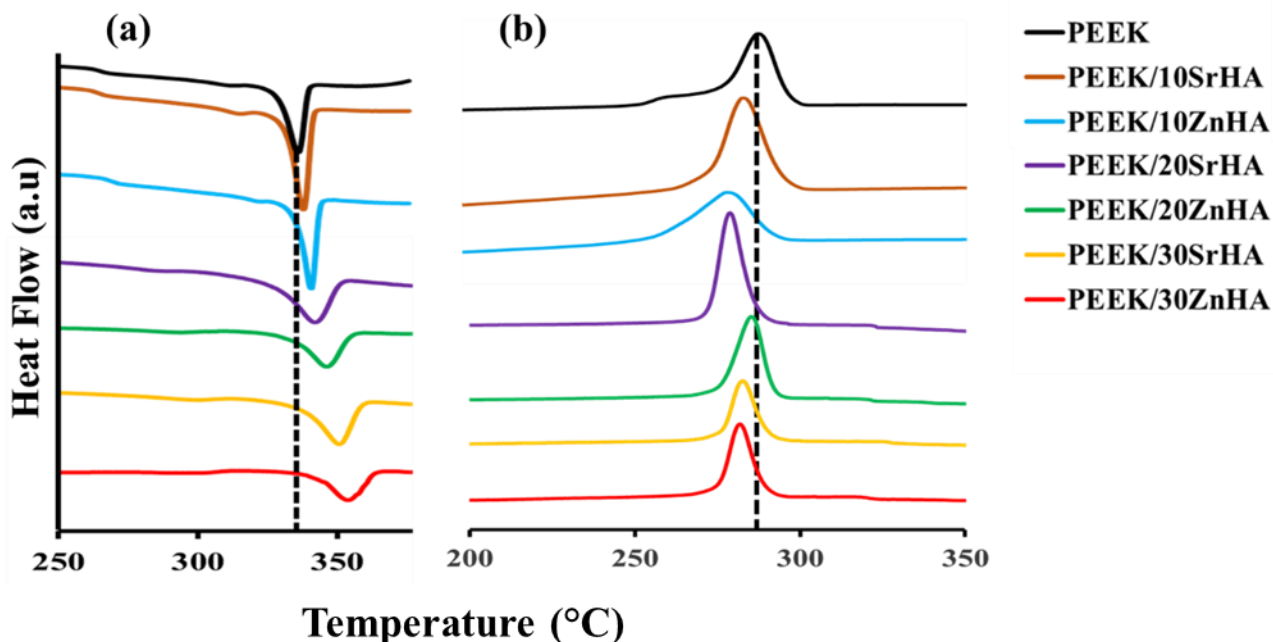 (a)
(b)
PEEK
PEEK/10SrHA
PEEK/10ZnHA
PEEK/20SrHA
PEEK/20ZnHA
PEEK/30SrHA
PEEK/30ZnHA
Heat Flow (a.u)
250 300 350
200 250 300 350
Temperature (°C)